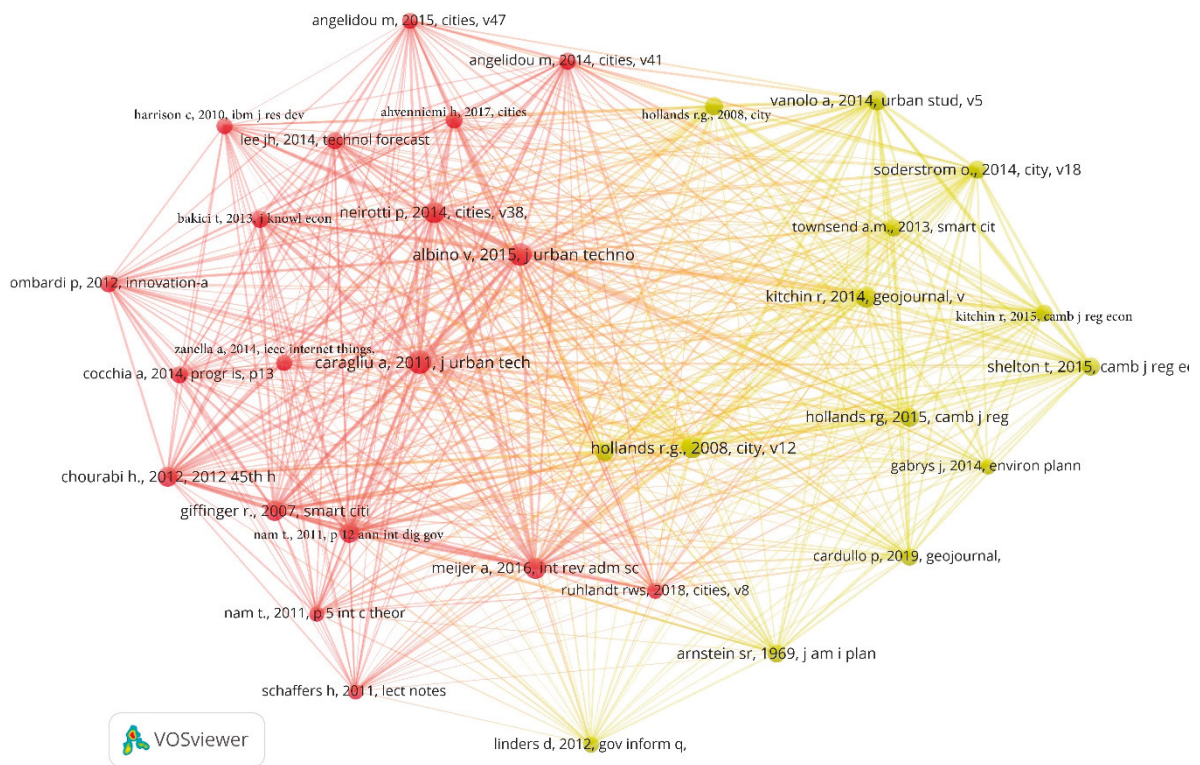 angelidou m, 2015, cities, v47
angelidou m, 2014, cities, v41
vanolo a, 2014, urban stud, v5
hollands r.g., 2008, city
harrison c, 2010, ibm j res dev
ahvenniemi h, 2017, cities
lee jh, 2014, technol forecast
soderstrom o., 2014, city, v18
bakici t, 2013, j knowl econ
neirotti p, 2014, cities, v38,
townsend a.m., 2013, smart cit
albino v, 2015, j urban techno
ombardi p, 2012, innovation-a
kitchin r, 2014, geojournal, v
kitchin r, 2015, camb j reg econ
zanella a, 2014, ieee internet things,
caragliu a, 2011, j urban tech
cocchia a, 2014, progr is, p13
shelton t, 2015, camb j reg ec
hollands rg, 2015, camb j reg
hollands r.g., 2008, city, v12
gabrys j, 2014, environ plann
chourabi h., 2012, 2012 45th h
giffinger r., 2007, smart citi
nam t., 2011, p 12 ann int dig gov
cardullo p, 2019, geojournal,
meijer a, 2016, int rev adm sc
ruhlandt rws, 2018, cities, v8
nam t., 2011, p 5 int c theor
arnstein sr, 1969, j am i plan
schaffers h, 2011, lect notes
linders d, 2012, gov inform q,
VOSviewer